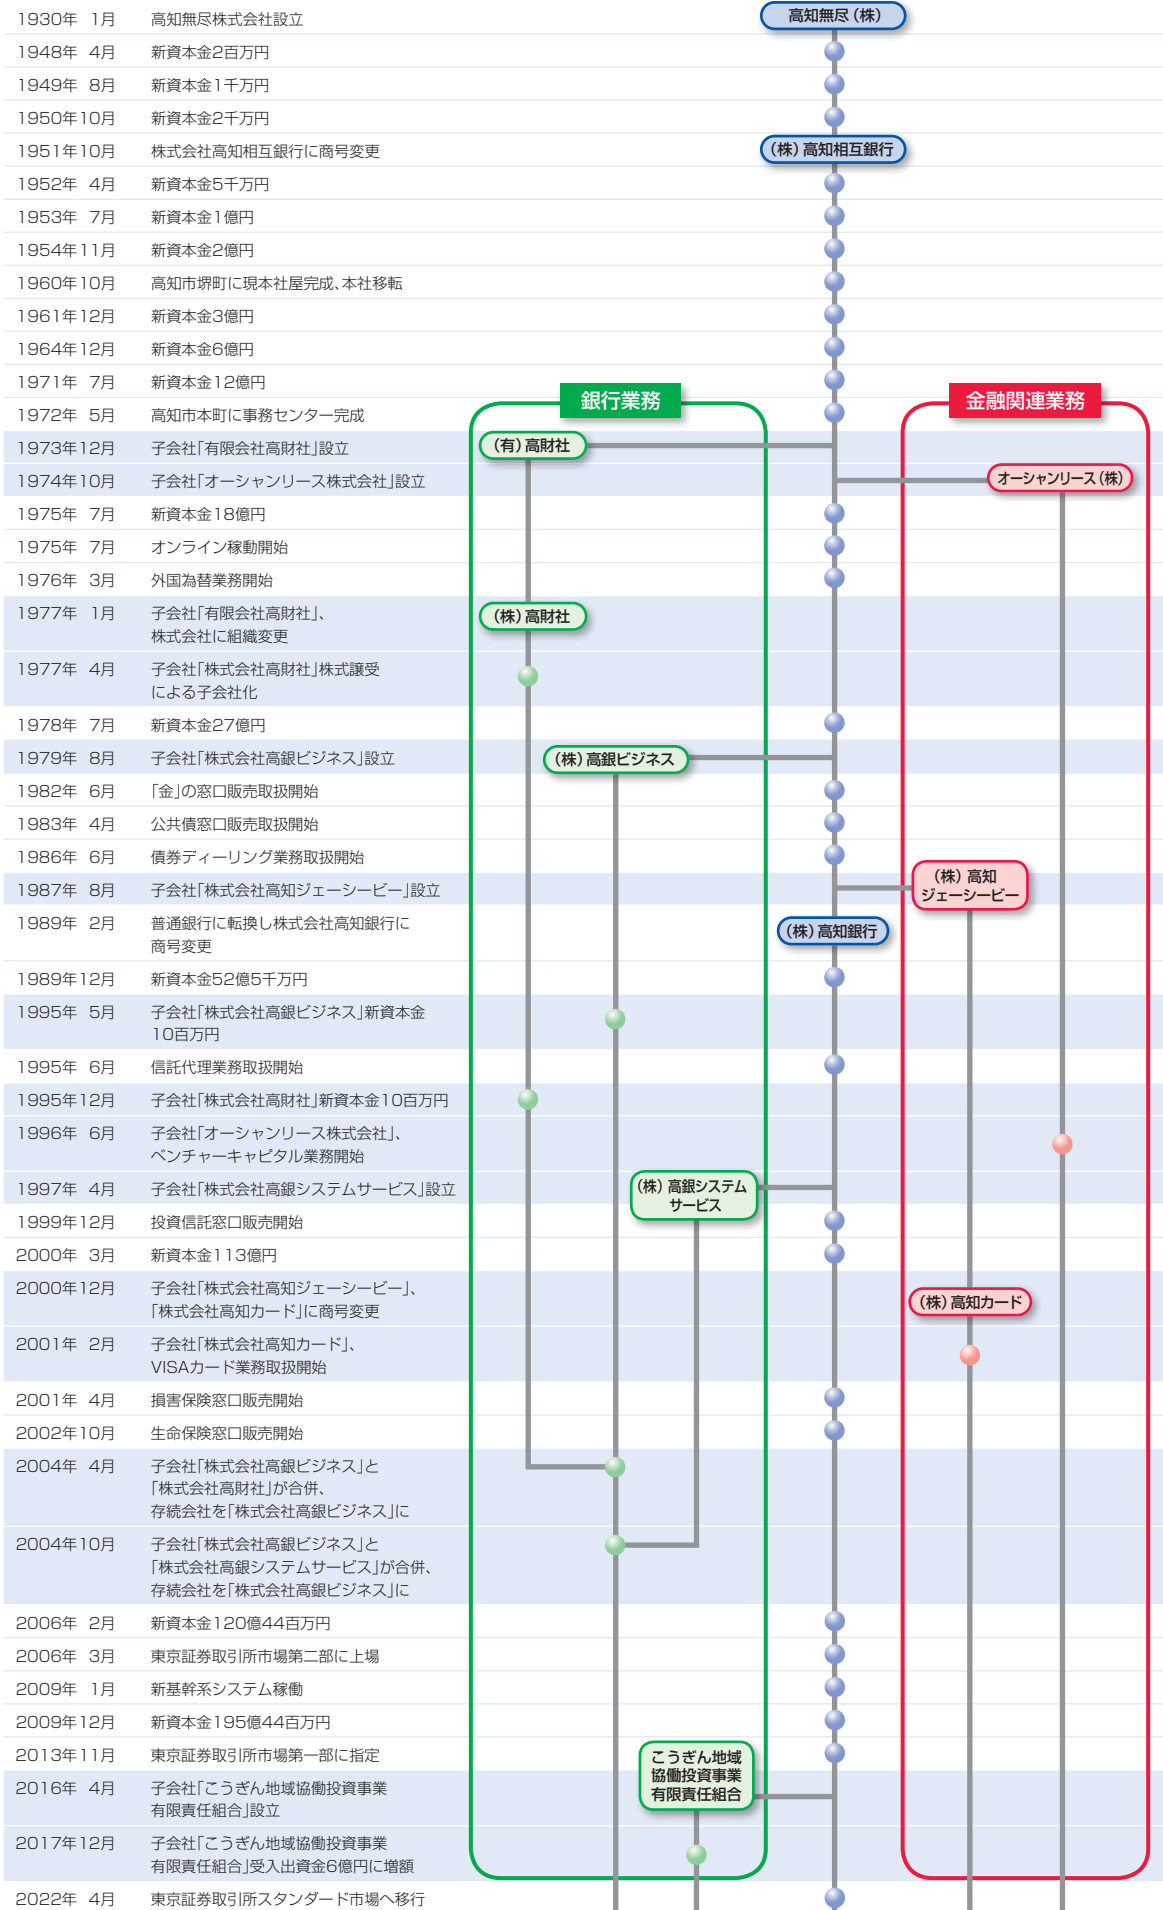 1930年 1月 高知無尽株式会社設立 高知無尽（株）
1948年 4月 新資本金2百万円
1949年 8月 新資本金1千万円
1950年10月 新資本金2千万円
1951年10月 株式会社高知相互銀行に商号変更 （株）高知相互銀行
1952年 4月 新資本金5千万円
1953年 7月 新資本金1億円
1954年11月 新資本金2億円
1960年10月 高知市堺町に現本社屋完成、本社移転
1961年12月 新資本金3億円
1964年12月 新資本金6億円
1971年 7月 新資本金12億円
銀行業務 金融関連業務
1972年 5月 高知市本町に事務センター完成
1973年12月 子会社「有限会社高財社」設立 （有）高財社
1974年10月 子会社「オーシャンリース株式会社」設立 オーシャンリース（株）
1975年 7月 新資本金18億円
1975年 7月 オンライン稼動開始
1976年 3月 外国為替業務開始
1977年 1月 子会社「有限会社高財社」、 （株）高財社
株式会社に組織変更
1977年 4月 子会社「株式会社高財社」株式譲受
による子会社化
1978年 7月 新資本金27億円
1979年 8月 子会社「株式会社高銀ビジネス」設立 （株）高銀ビジネス
1982年 6月 「金」の窓口販売取扱開始
1983年 4月 公共債窓口販売取扱開始
1986年 6月 債券ディーリング業務取扱開始
1987年 8月 子会社「株式会社高知ジェーシービー」設立 （株）高知
ジェーシービー
1989年 2月 普通銀行に転換し株式会社高知銀行に （株）高知銀行
商号変更
1989年12月 新資本金52億5千万円
1995年 5月 子会社「株式会社高銀ビジネス」新資本金
10百万円
1995年 6月 信託代理業務取扱開始
1995年12月 子会社「株式会社高財社」新資本金10百万円
1996年 6月 子会社「オーシャンリース株式会社」、
ベンチャーキャピタル業務開始
1997年 4月 子会社「株式会社高銀システムサービス」設立 （株）高銀システム
サービス
1999年12月 投資信託窓口販売開始
2000年 3月 新資本金113億円
2000年12月 子会社「株式会社高知ジェーシービー」、 （株）高知カード
「株式会社高知カード」に商号変更
2001年 2月 子会社「株式会社高知カード」、
VISAカード業務取扱開始
2001年 4月 損害保険窓口販売開始
2002年10月 生命保険窓口販売開始
2004年 4月 子会社「株式会社高銀ビジネス」と
「株式会社高財社」が合併、
存続会社を「株式会社高銀ビジネス」に
2004年10月 子会社「株式会社高銀ビジネス」と
「株式会社高銀システムサービス」が合併、
存続会社を「株式会社高銀ビジネス」に
2006年 2月 新資本金120億44百万円
2006年 3月 東京証券取引所市場第二部に上場
2009年 1月 新基幹系システム稼働
2009年12月 新資本金195億44百万円
2013年11月 東京証券取引所市場第一部に指定
こうぎん地域
協働投資事業
有限責任組合
2016年 4月 子会社「こうぎん地域協働投資事業
有限責任組合」設立
2017年12月 子会社「こうぎん地域協働投資事業
有限責任組合」受入出資金6億円に増額
2022年 4月 東京証券取引所スタンダード市場へ移行